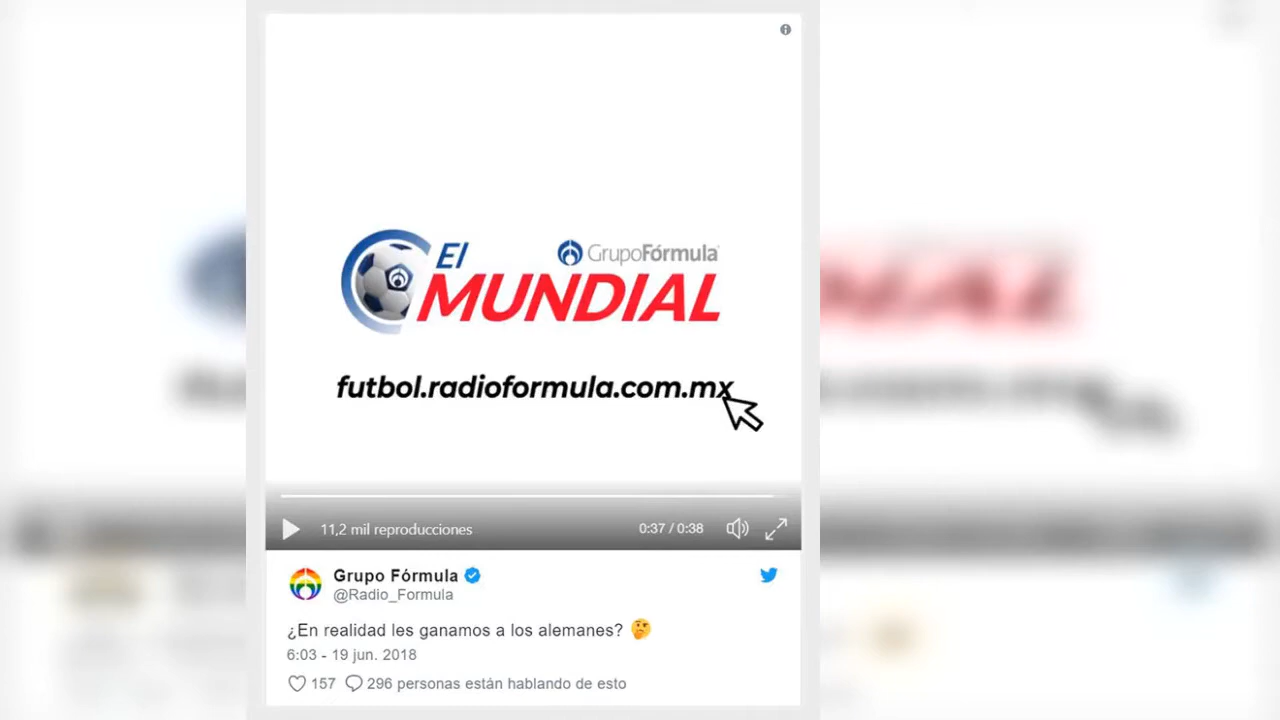 El
GrupoFórmula
MUNDIAL
futbol.radioformula.com.mx
11,2 mil reproducciones
0:37 / 0:38
Grupo Fórmula
@Radio_Formula
¿En realidad les ganamos a los alemanes? 🤔
6:03 - 19 jun. 2018
157 296 personas están hablando de esto